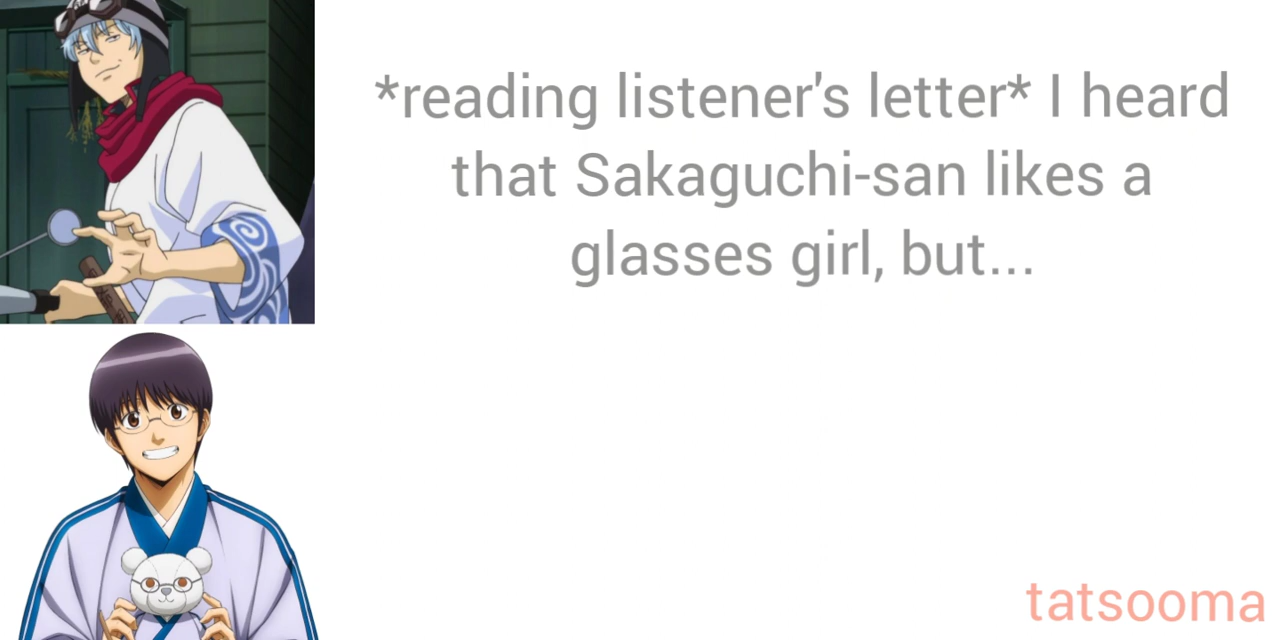 *reading listener's letter* I heard
that Sakaguchi-san likes a
glasses girl, but...
tatsooma